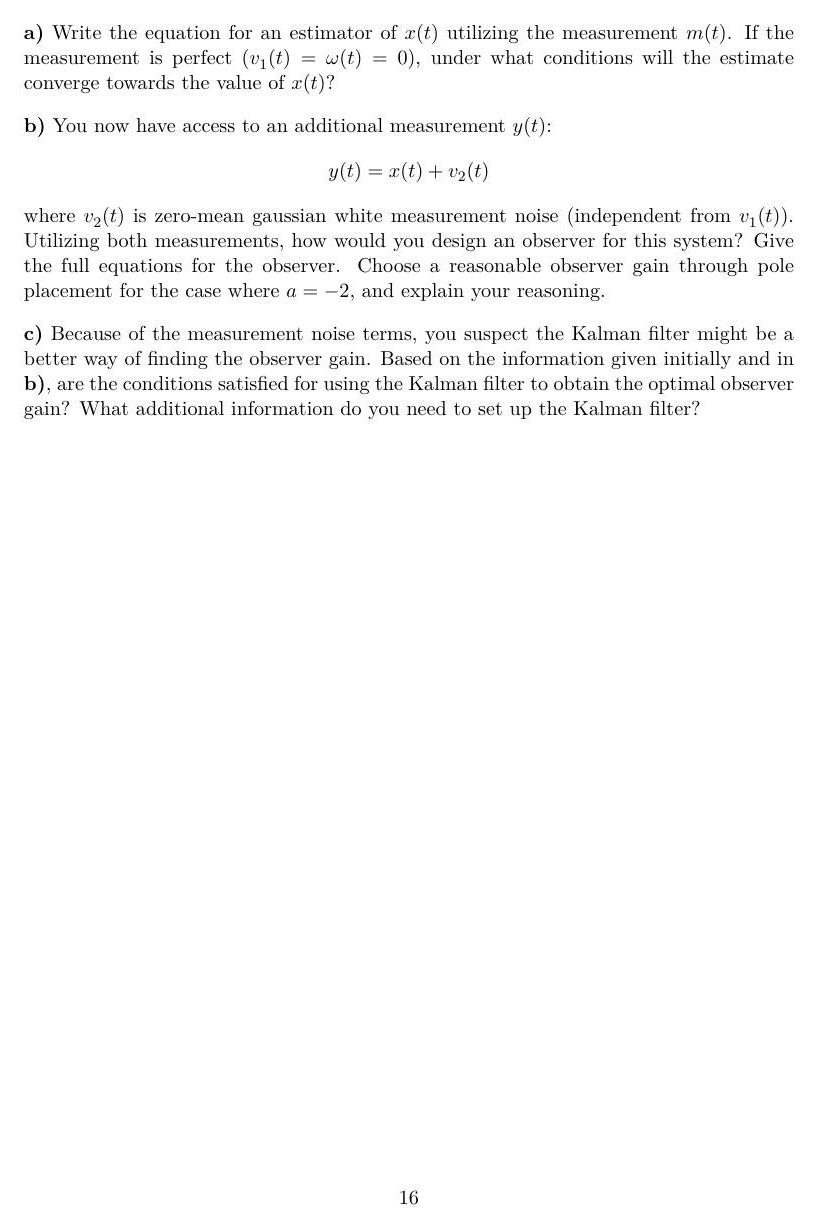 a) Write the equation for an estimator of x(t) utilizing the measurement m(t). If the
measurement is perfect (v₁(t) = ω(t) = 0), under what conditions will the estimate
converge towards the value of x(t)?
b) You now have access to an additional measurement y(t):
y(t) = x(t) + v₂(t)
where v₂(t) is zero-mean gaussian white measurement noise (independent from v₁(t)).
Utilizing both measurements, how would you design an observer for this system? Give
the full equations for the observer. Choose a reasonable observer gain through pole
placement for the case where a = −2, and explain your reasoning.
c) Because of the measurement noise terms, you suspect the Kalman filter might be a
better way of finding the observer gain. Based on the information given initially and in
b), are the conditions satisfied for using the Kalman filter to obtain the optimal observer
gain? What additional information do you need to set up the Kalman filter?
16